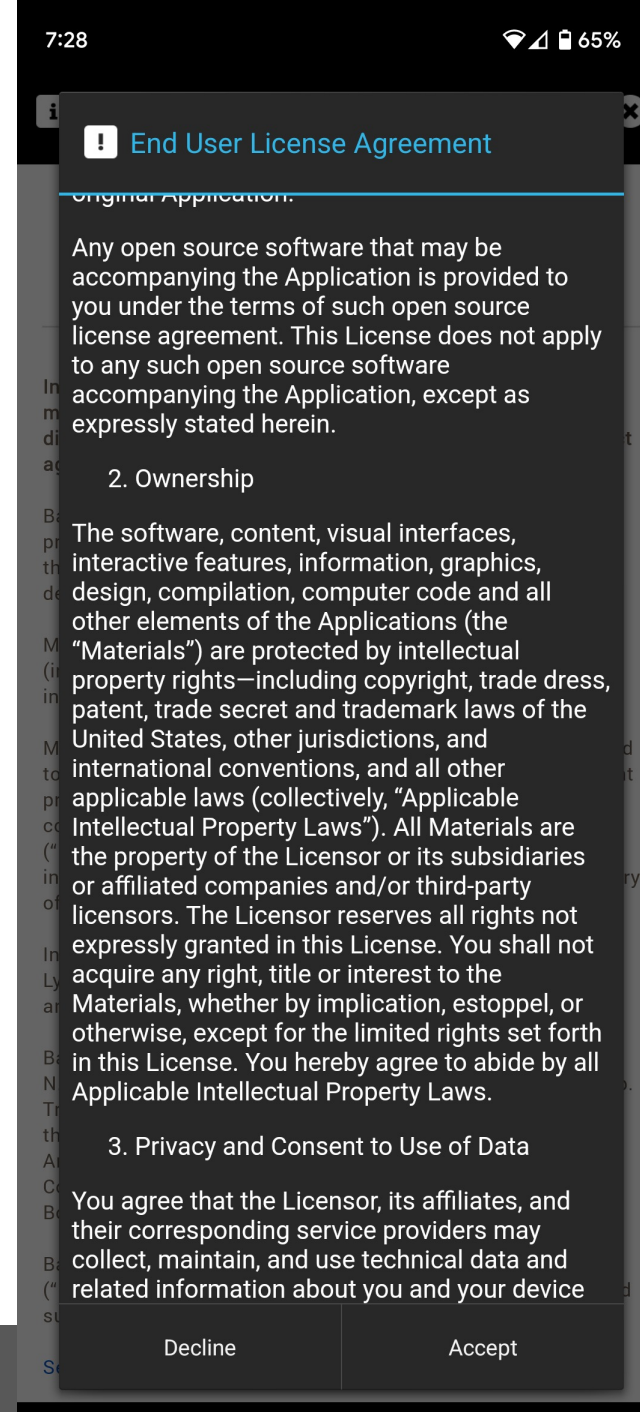 7:28
65%
End User License Agreement
original Application.
Any open source software that may be
accompanying the Application is provided to
you under the terms of such open source
license agreement. This License does not apply
to any such open source software
accompanying the Application, except as
expressly stated herein.
2. Ownership
The software, content, visual interfaces,
interactive features, information, graphics,
design, compilation, computer code and all
other elements of the Applications (the
“Materials”) are protected by intellectual
property rights—including copyright, trade dress,
patent, trade secret and trademark laws of the
United States, other jurisdictions, and
international conventions, and all other
applicable laws (collectively, “Applicable
Intellectual Property Laws”). All Materials are
the property of the Licensor or its subsidiaries
or affiliated companies and/or third-party
licensors. The Licensor reserves all rights not
expressly granted in this License. You shall not
acquire any right, title or interest to the
Materials, whether by implication, estoppel, or
otherwise, except for the limited rights set forth
in this License. You hereby agree to abide by all
Applicable Intellectual Property Laws.
3. Privacy and Consent to Use of Data
You agree that the Licensor, its affiliates, and
their corresponding service providers may
collect, maintain, and use technical data and
related information about you and your device
Decline
Accept